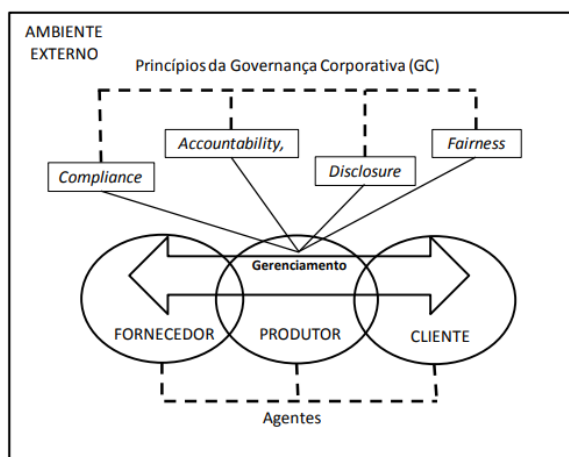 AMBIENTE
EXTERNO
Princípios da Governança Corporativa (GC)
Accountability,
Fairness
Compliance
Disclosure
Gerenciamento
FORNECEDOR
PRODUTOR
CLIENTE
Agentes